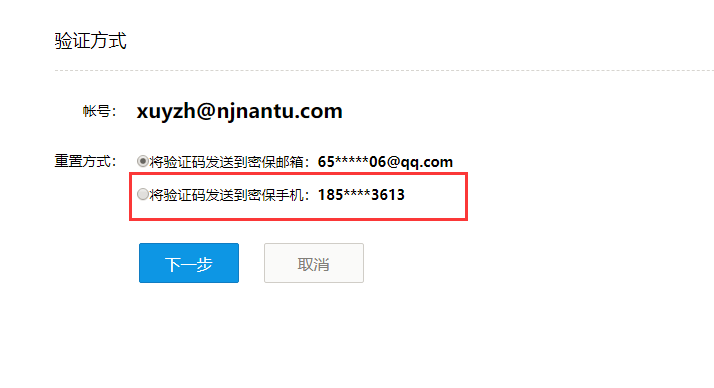 验证方式
帐号： xuyzh@njnantu.com
重置方式： 将验证码发送到密保邮箱：65*****06@qq.com
将验证码发送到密保手机：185****3613
下一步 取消